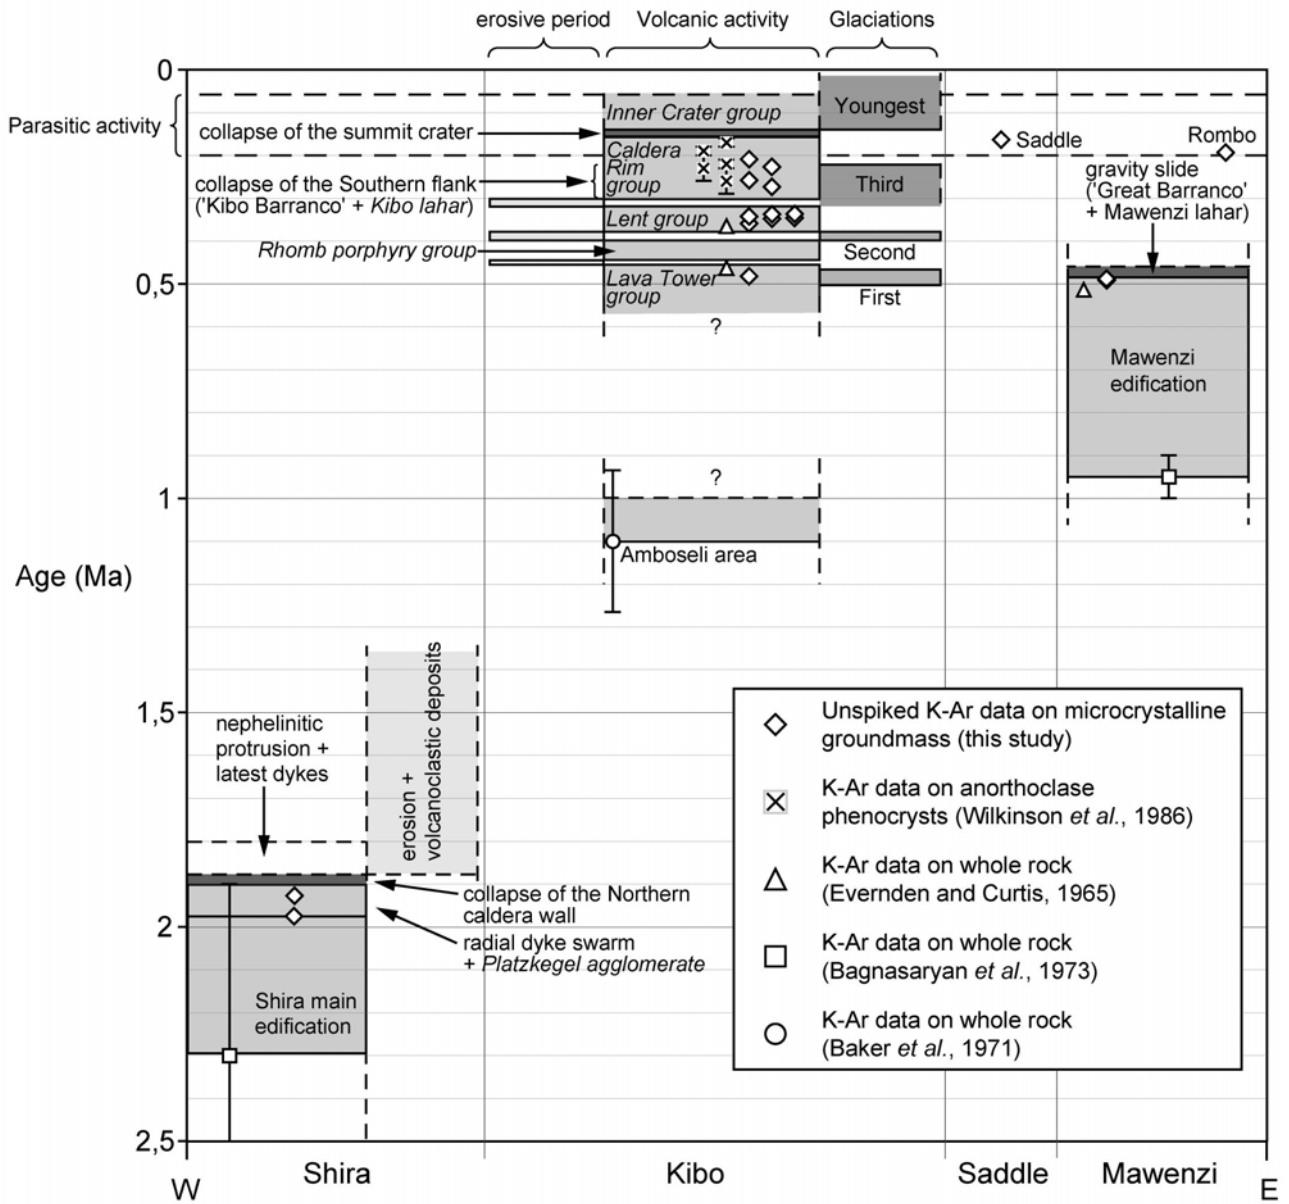 erosive period
Volcanic activity
Glaciations
0
Parasitic activity
Inner Crater group
Youngest
collapse of the summit crater
Saddle
Rombo
Caldera
Rim
group
collapse of the Southern flank
('Kibo Barranco' + Kibo lahar)
Third
gravity slide
('Great Barranco'
+ Mawenzi lahar)
Lent group
Rhomb porphyry group
Second
0,5
Lava Tower
group
First
?
Mawenzi
edification
?
1
Amboseli area
Age (Ma)
erosion +
volcanoclastic deposits
1,5
nephelinitic
protrusion +
latest dykes
collapse of the Northern
caldera wall
2
radial dyke swarm
+ Platzkegel agglomerate
Shira main
edification
2,5
Unspiked K-Ar data on microcrystalline
groundmass (this study)
K-Ar data on anorthoclase
phenocrysts (Wilkinson et al., 1986)
K-Ar data on whole rock
(Evernden and Curtis, 1965)
K-Ar data on whole rock
(Bagnasaryan et al., 1973)
K-Ar data on whole rock
(Baker et al., 1971)
W
Shira
Kibo
Saddle
Mawenzi
E